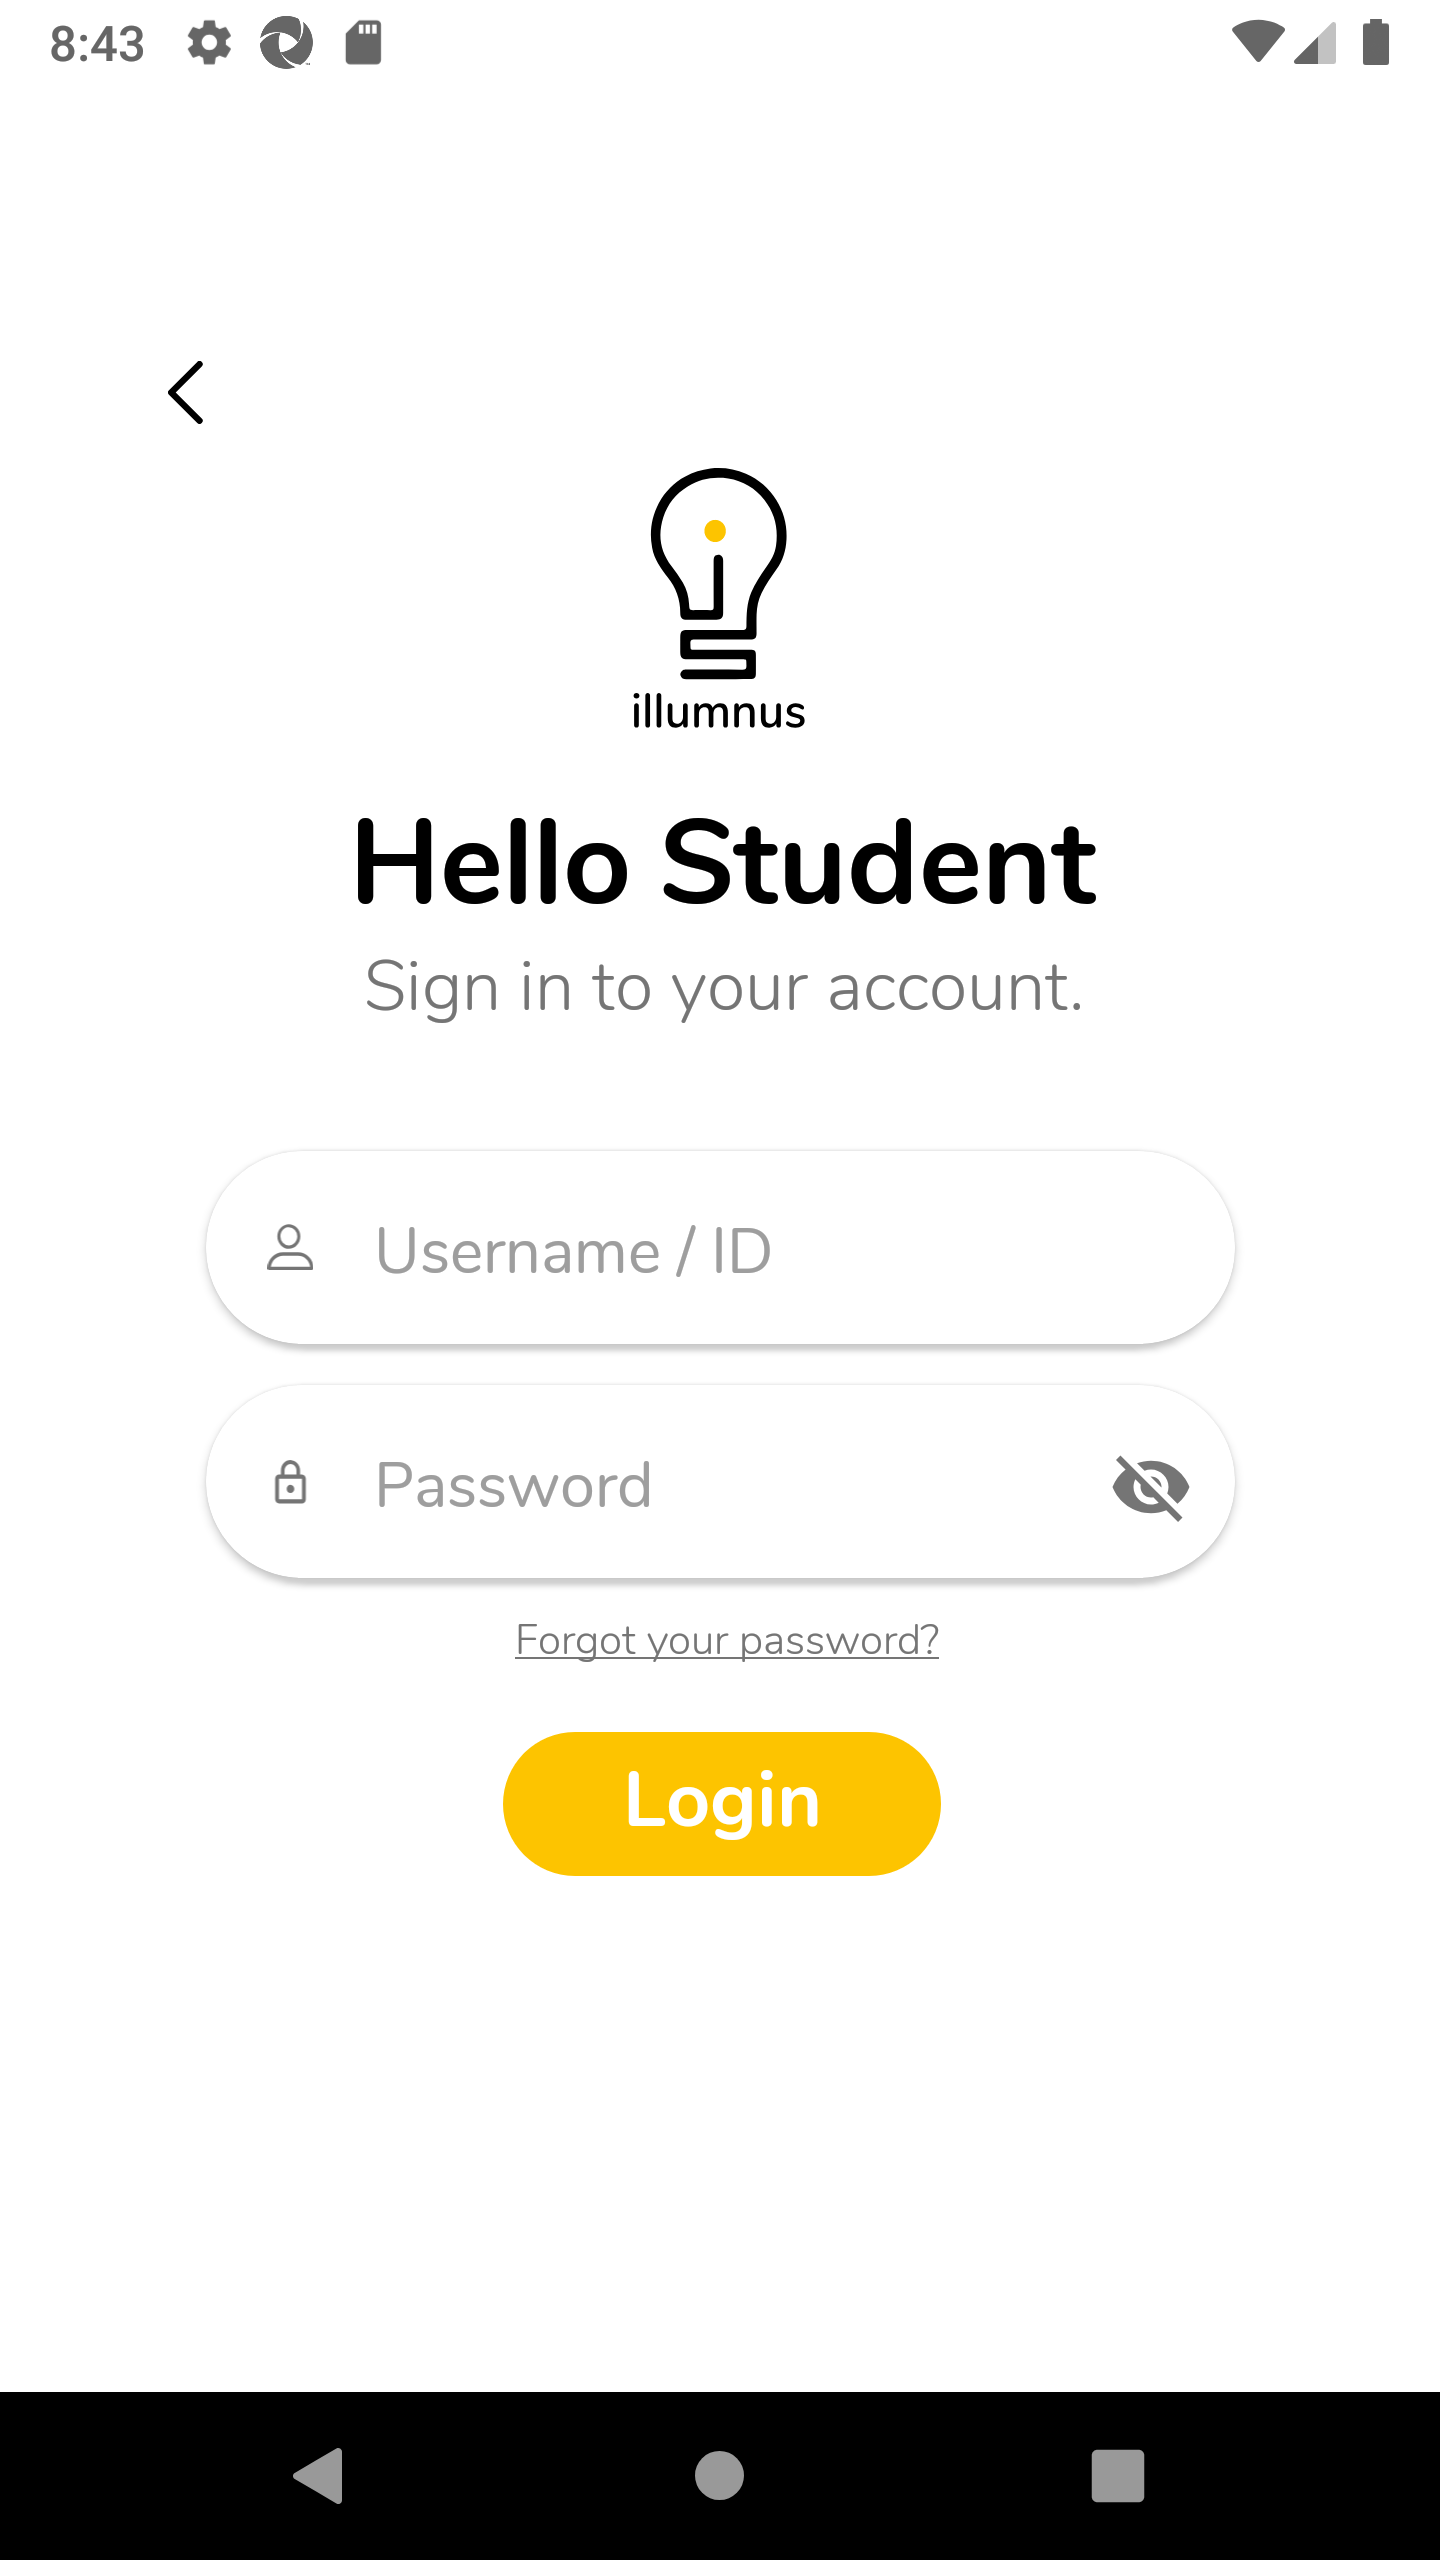 8:43
illumnus
Hello Student
Sign in to your account.
Username / ID
Password
Forgot your password?
Login